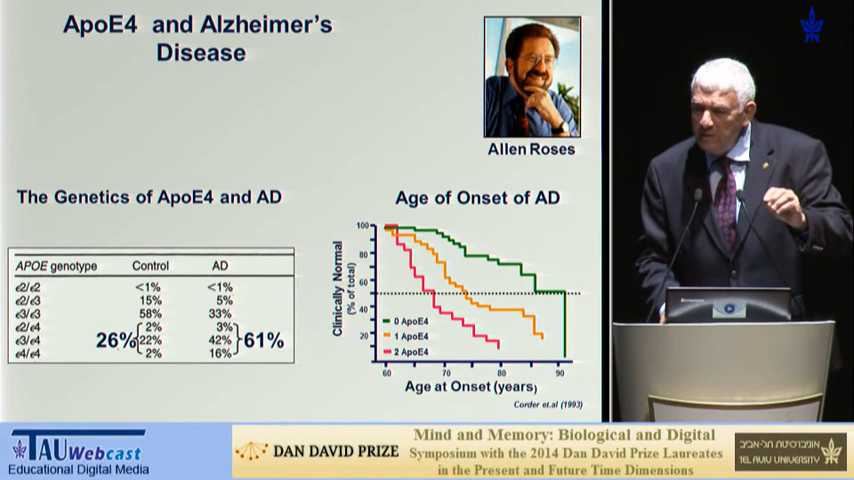 ApoE4 and Alzheimer's
Disease
Allen Roses
The Genetics of ApoE4 and AD
APOE genotype Control AD
ϵ2/ϵ2 <1% <1%
ϵ2/ϵ3 15% 5%
ϵ3/ϵ3 58% 33%
ϵ2/ϵ4 2% 3%
ϵ3/ϵ4 22% 42%
ϵ4/ϵ4 2% 16%
26% 61%
Age of Onset of AD
Clinically Normal
(% of total)
100
80
60
40
20
0 ApoE4
1 ApoE4
2 ApoE4
60 70 80 90
Age at Onset (years)
Corder et.al (1993)
TAU Webcast
Educational Digital Media
DAN DAVID PRIZE
Mind and Memory: Biological and Digital
Symposium with the 2014 Dan David Prize Laureates
in the Present and Future Time Dimensions
אוניברסיטת תל-אביב
TEL AVIV UNIVERSITY